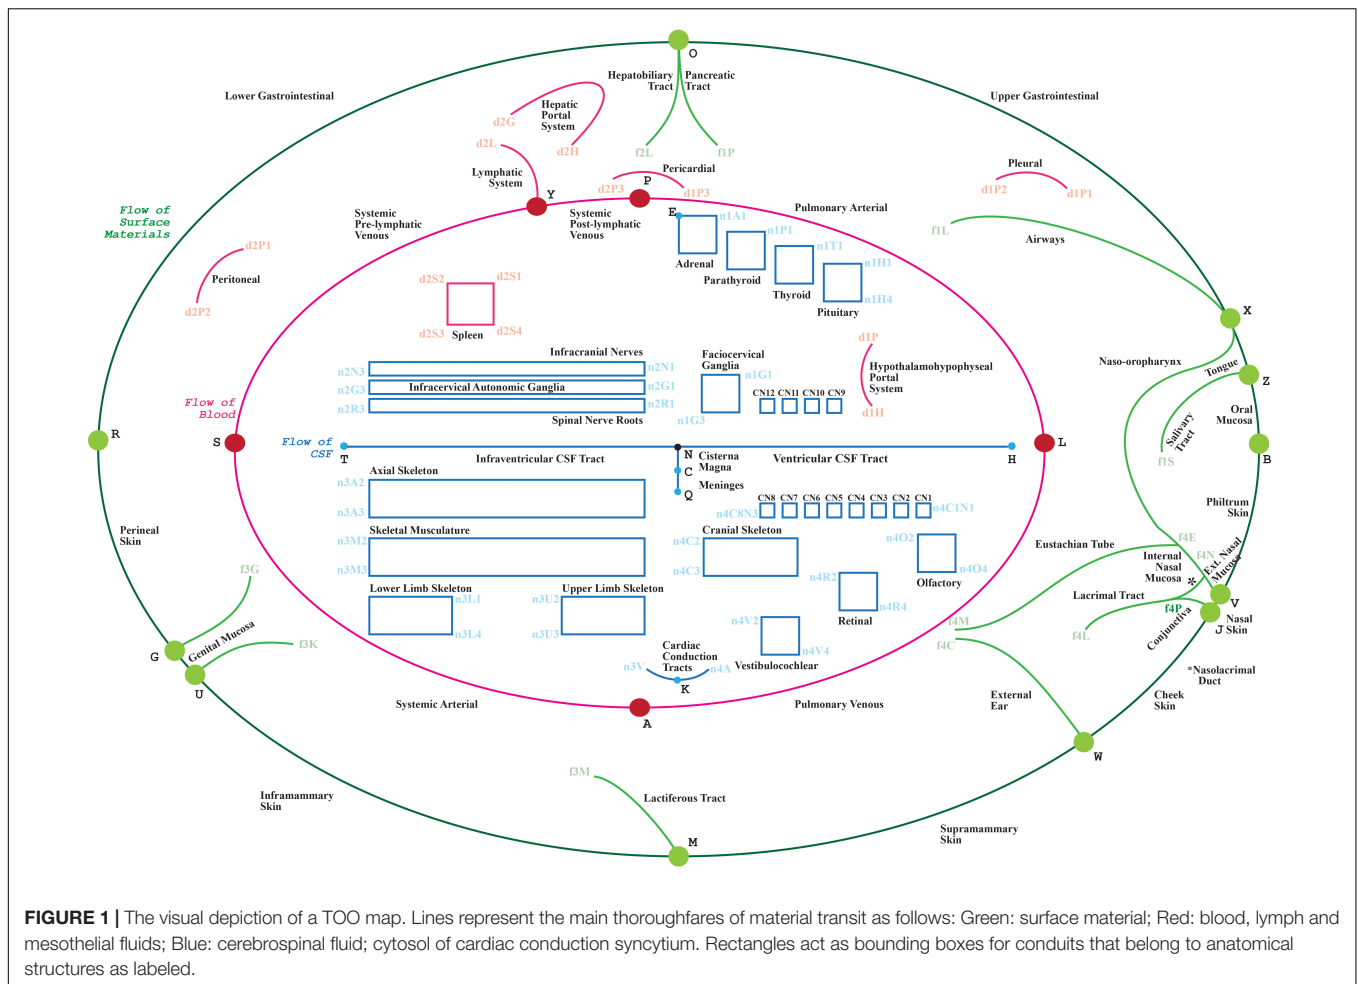 O
Hepatobiliary
Tract
Pancreatic
Tract
Lower Gastrointestinal
Upper Gastrointestinal
d2G
Hepatic
Portal
System
d2L
d2H
f2L
f1P
Lymphatic
System
Pericardial
Pleural
d2P3
P
d1P3
d1P2
d1P1
Y
Flow of
Surface
Materials
Systemic
Pre-lymphatic
Venous
Systemic
Post-lymphatic
Venous
E
n1A1
Pulmonary Arterial
f1L
Airways
n1P1
n1T1
n1H1
d2P1
Peritoneal
d2P2
Adrenal
Parathyroid
Thyroid
n1H4
Pituitary
d2S2
d2S1
d2S3
d2S4
Spleen
X
Infracranial Nerves
n2N3
n2N1
Infracervical Autonomic Ganglia
n2G3
n2G1
n2R3
n2R1
Spinal Nerve Roots
Faciocervical
Ganglia
n1G1
n1G3
CN12
CN11
CN10
CN9
d1P
Hypothalamohypophyseal
Portal
System
d1H
Naso-oropharynx
Tongue
Z
Salivary
Tract
f1S
Oral
Mucosa
B
Flow of
Blood
R
S
Flow of
CSF
T
Infraventricular CSF Tract
N
Cisterna
Magna
C
Meninges
Q
Ventricular CSF Tract
H
L
Axial Skeleton
n3A2
n3A3
CN8
CN7
CN6
CN5
CN4
CN3
CN2
CN1
n4C8N3
n4C1N1
Philtrum
Skin
Perineal
Skin
Skeletal Musculature
n3M2
n3M3
Cranial Skeleton
n4C2
n4C3
n4O2
n4O4
Olfactory
Eustachian Tube
f4E
f4N
Internal
Nasal
Mucosa
Ext. Nasal
Mucosa
*
f3G
Lower Limb Skeleton
n3L1
n3L4
Upper Limb Skeleton
n3U2
n3U3
n4R2
n4R4
Retinal
Lacrimal Tract
f4P
V
f4L
Conjunctiva
J
Nasal
Skin
n4V2
n4V4
Vestibulocochlear
f4M
f4C
G
Genital Mucosa
f3K
U
Cardiac
Conduction
Tracts
n3V
n4A
K
*Nasolacrimal
Duct
External
Ear
Cheek
Skin
Systemic Arterial
A
Pulmonary Venous
W
f3M
Lactiferous Tract
Inframammary
Skin
M
Supramammary
Skin
FIGURE 1 | The visual depiction of a TOO map. Lines represent the main thoroughfares of material transit as follows: Green: surface material; Red: blood, lymph and
mesothelial fluids; Blue: cerebrospinal fluid; cytosol of cardiac conduction syncytium. Rectangles act as bounding boxes for conduits that belong to anatomical
structures as labeled.